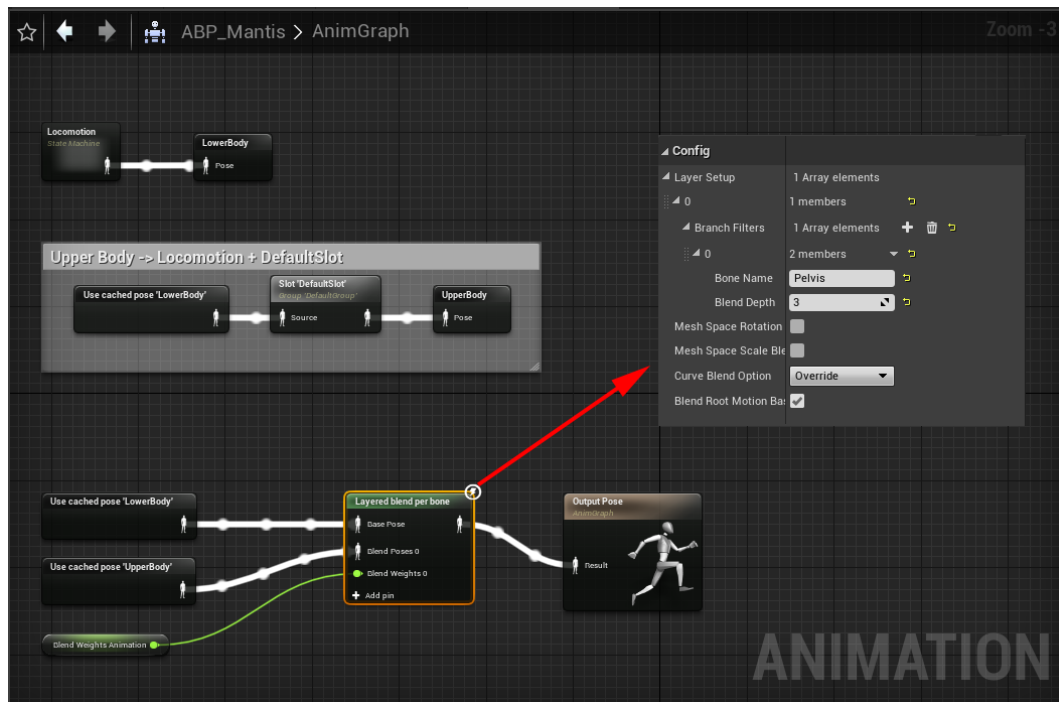 ABP_Mantis > AnimGraph
Zoom -3
Locomotion
State Machine
LowerBody
Pose
Upper Body -> Locomotion + DefaultSlot
Use cached pose 'LowerBody'
Slot 'DefaultSlot'
Group 'DefaultGroup'
Source
UpperBody
Pose
Config
Layer Setup 1 Array elements
0 1 members
Branch Filters 1 Array elements
0 2 members
Bone Name Pelvis
Blend Depth 3
Mesh Space Rotation
Mesh Space Scale Ble
Curve Blend Option Override
Blend Root Motion Ba
Use cached pose 'LowerBody'
Use cached pose 'UpperBody'
Blend Weights Animation
Layered blend per bone
Base Pose
Blend Poses 0
Blend Weights 0
Add pin
Output Pose
AnimGraph
Result
ANIMATION